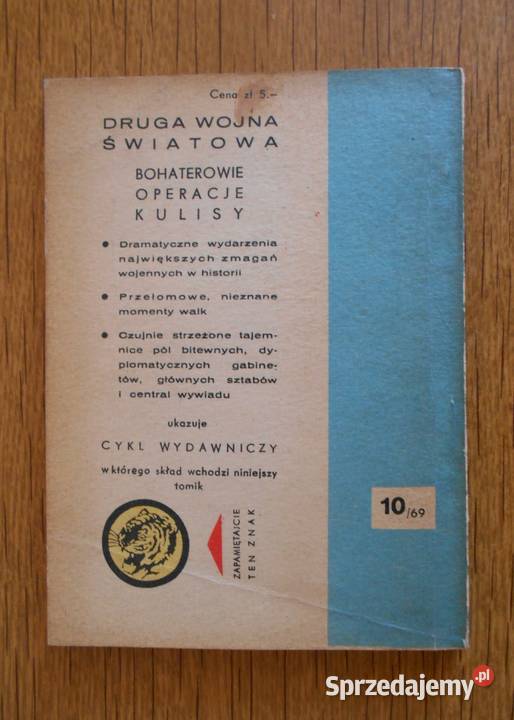 Cena zł 5.–
DRUGA WOJNA
ŚWIATOWA
BOHATEROWIE
OPERACJE
KULISY
● Dramatyczne wydarzenia
największych zmagań
wojennych w historii
● Przełomowe, nieznane
momenty walk
● Czujnie strzeżone tajem-
nice pól bitewnych, dy-
plomatycznych gabine-
tów, głównych sztabów
i central wywiadu
ukazuje
CYKL WYDAWNICZY
w którego skład wchodzi niniejszy
tomik
ZAPAMIĘTAJCIE
TEN ZNAK
10/69
Sprzedajemy.pl